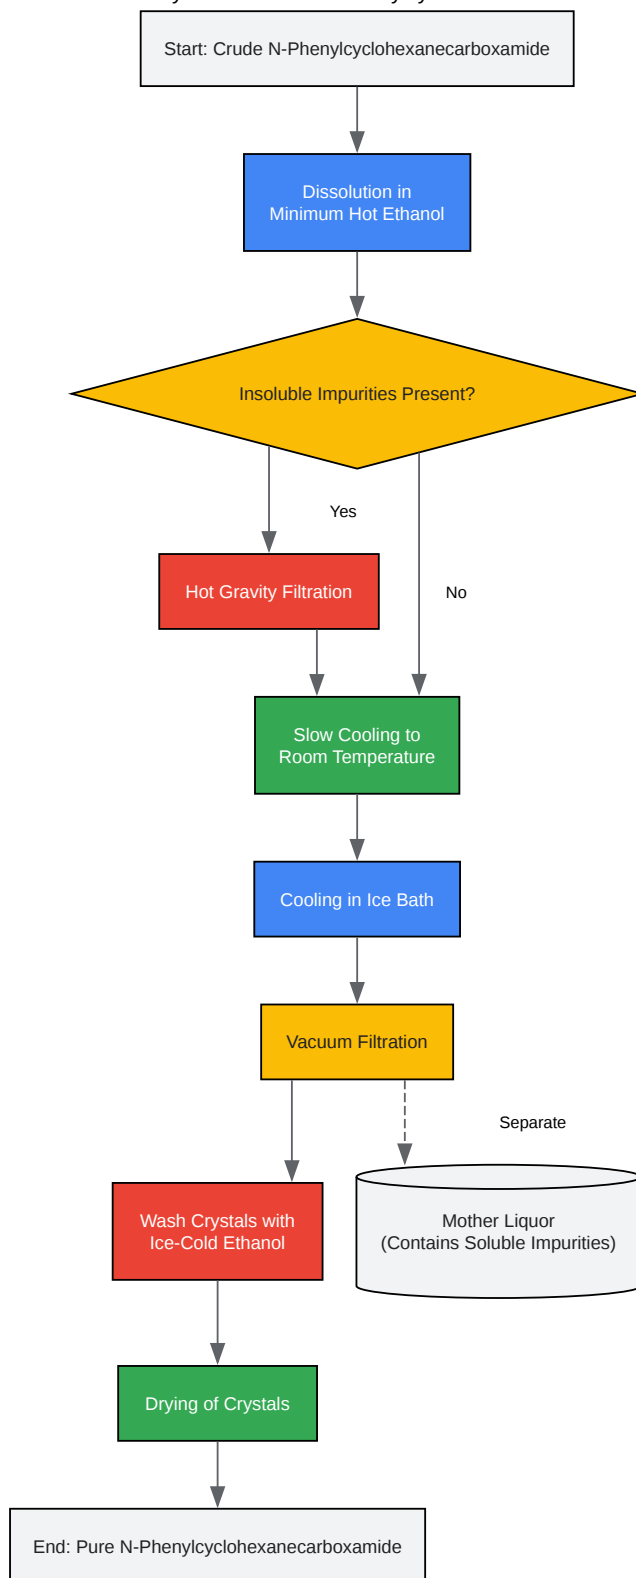 Start: Crude N-Phenylcyclohexanecarboxamide
Dissolution in
Minimum Hot Ethanol
Insoluble Impurities Present?
Yes
Hot Gravity Filtration
No
Slow Cooling to
Room Temperature
Cooling in Ice Bath
Vacuum Filtration
Separate
Wash Crystals with
Ice-Cold Ethanol
Mother Liquor
(Contains Soluble Impurities)
Drying of Crystals
End: Pure N-Phenylcyclohexanecarboxamide